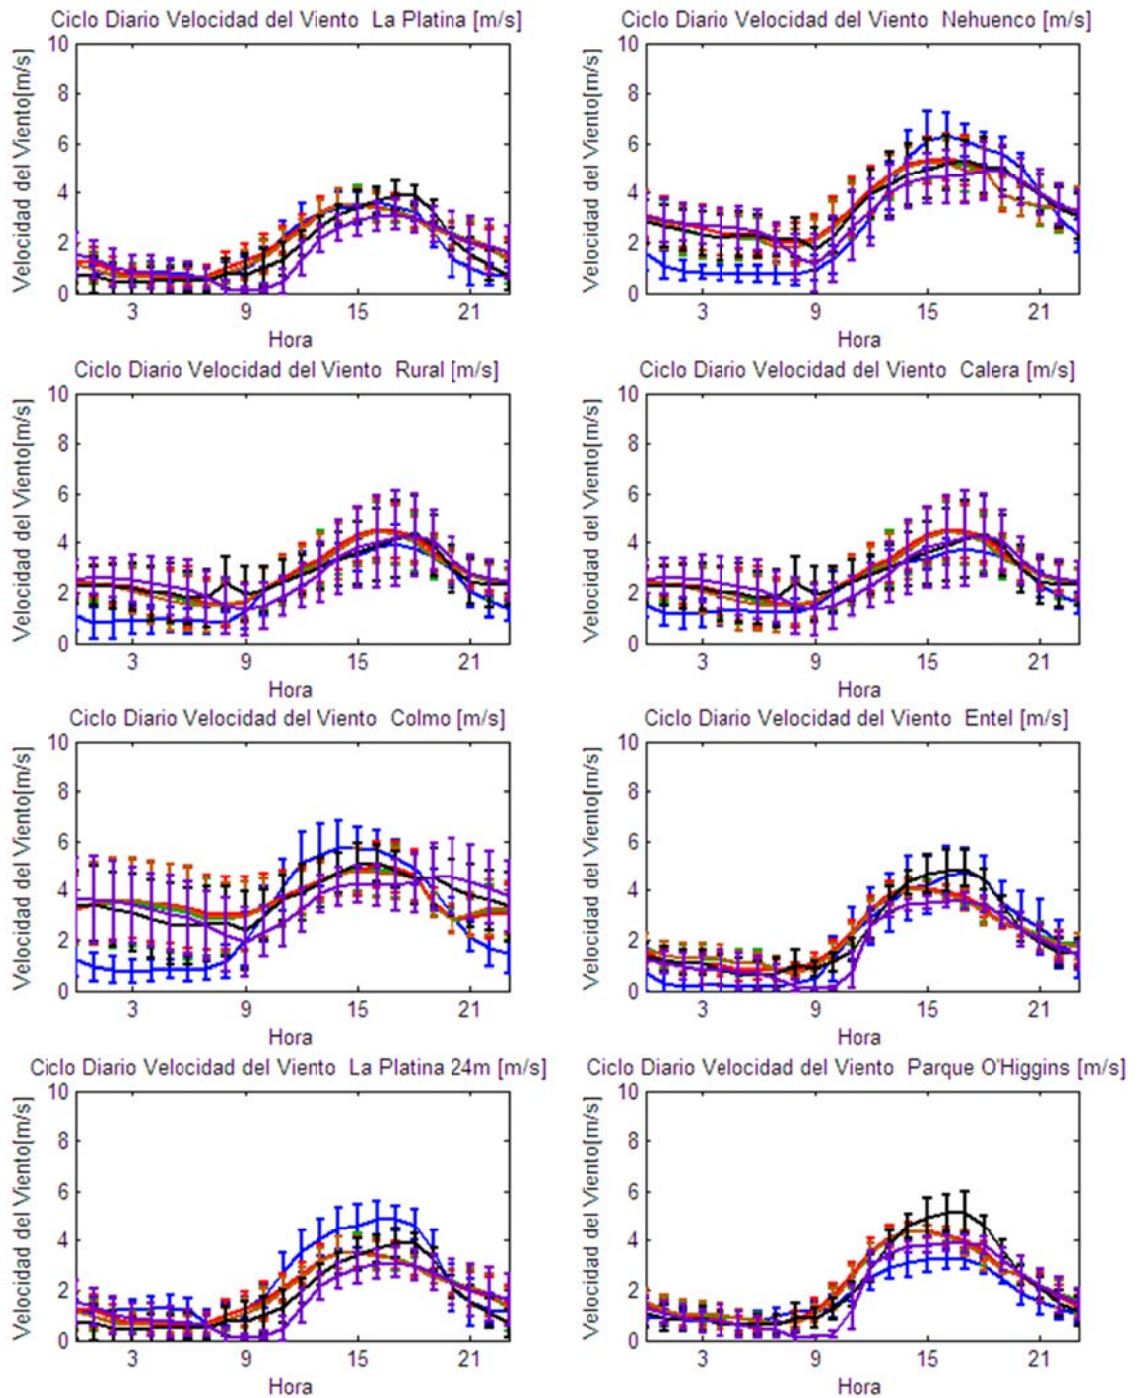 Ciclo Diario Velocidad del Viento La Platina [m/s]
Velocidad del Viento[m/s]
10
8
6
4
2
0
3 9 15 21
Hora
Ciclo Diario Velocidad del Viento Nehuenco [m/s]
Velocidad del Viento[m/s]
10
8
6
4
2
0
3 9 15 21
Hora
Ciclo Diario Velocidad del Viento Rural [m/s]
Velocidad del Viento[m/s]
10
8
6
4
2
0
3 9 15 21
Hora
Ciclo Diario Velocidad del Viento Calera [m/s]
Velocidad del Viento[m/s]
10
8
6
4
2
0
3 9 15 21
Hora
Ciclo Diario Velocidad del Viento Colmo [m/s]
Velocidad del Viento[m/s]
10
8
6
4
2
0
3 9 15 21
Hora
Ciclo Diario Velocidad del Viento Entel [m/s]
Velocidad del Viento[m/s]
10
8
6
4
2
0
3 9 15 21
Hora
Ciclo Diario Velocidad del Viento La Platina 24m [m/s]
Velocidad del Viento[m/s]
10
8
6
4
2
0
3 9 15 21
Hora
Ciclo Diario Velocidad del Viento Parque O'Higgins [m/s]
Velocidad del Viento[m/s]
10
8
6
4
2
0
3 9 15 21
Hora